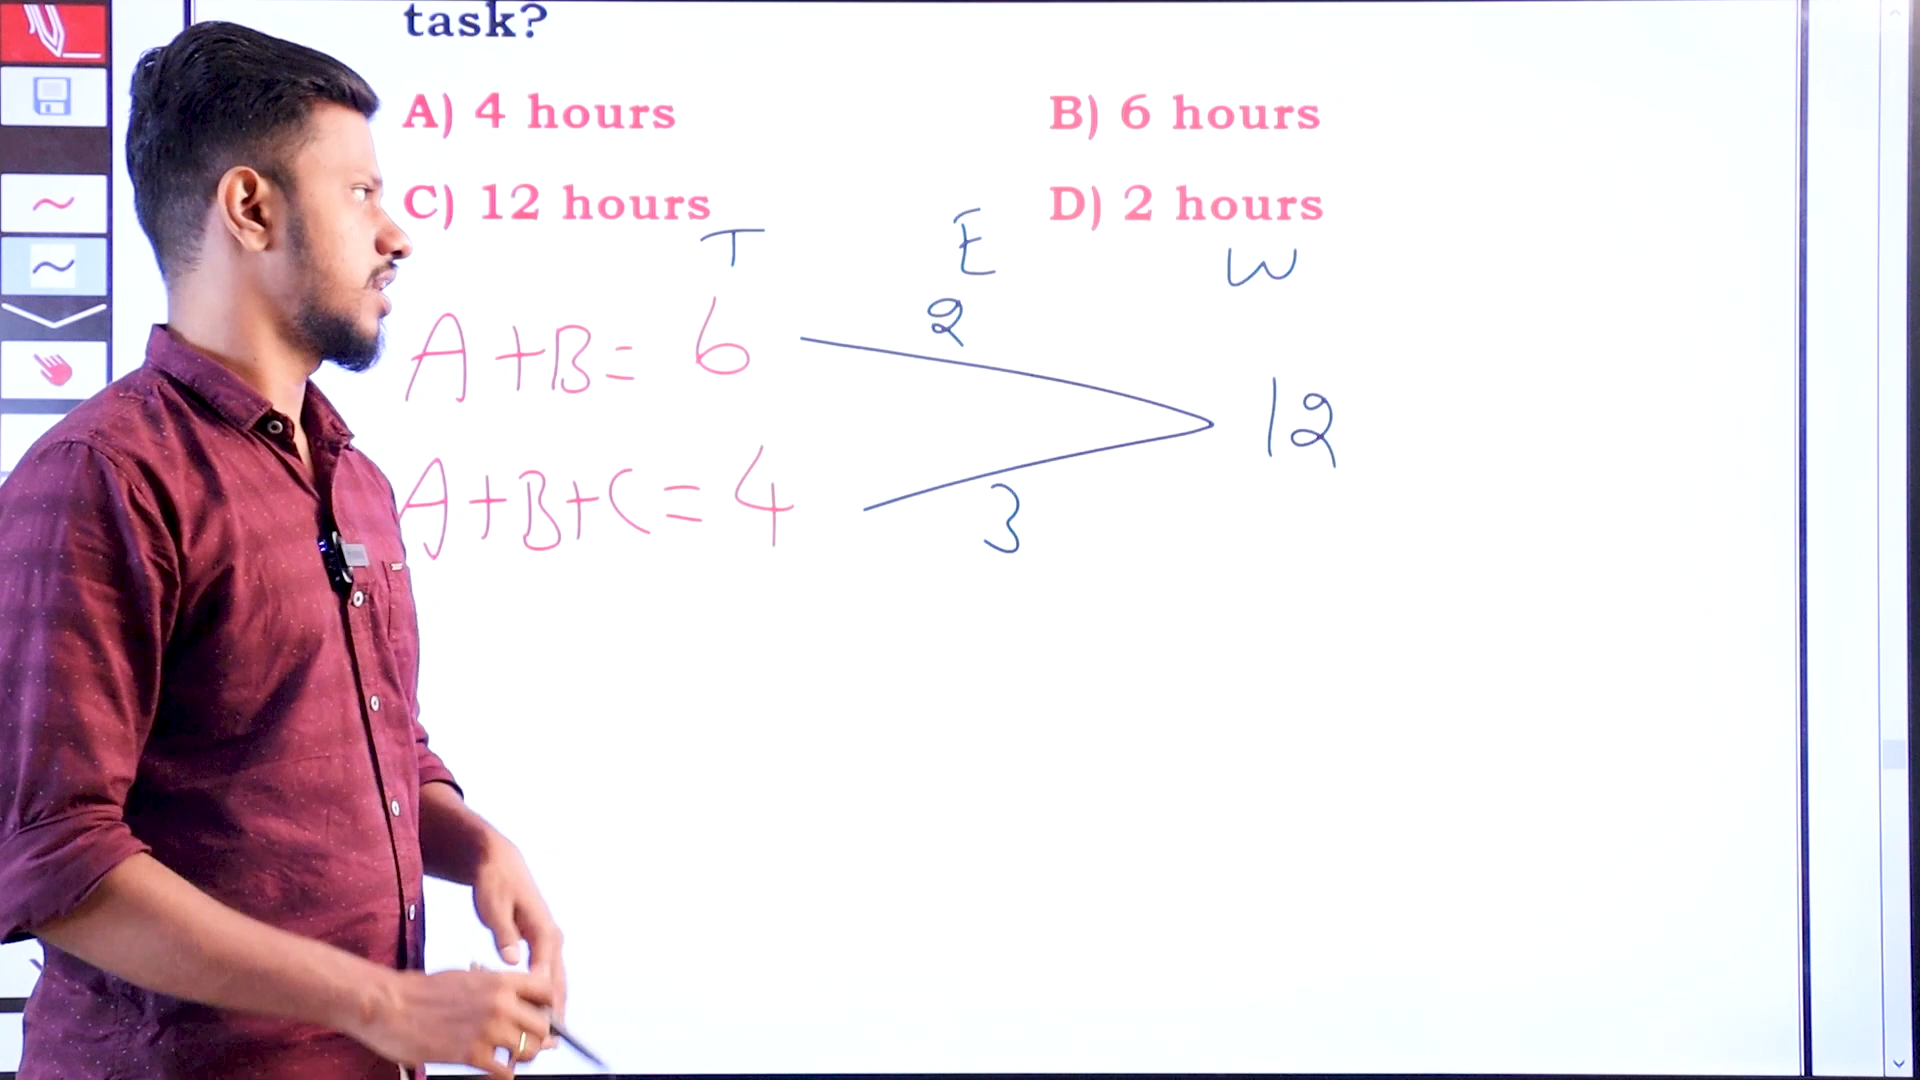 task?
A) 4 hours B) 6 hours
C) 12 hours D) 2 hours
T E W
A+B= 6 2
12
A+B+C=4 3